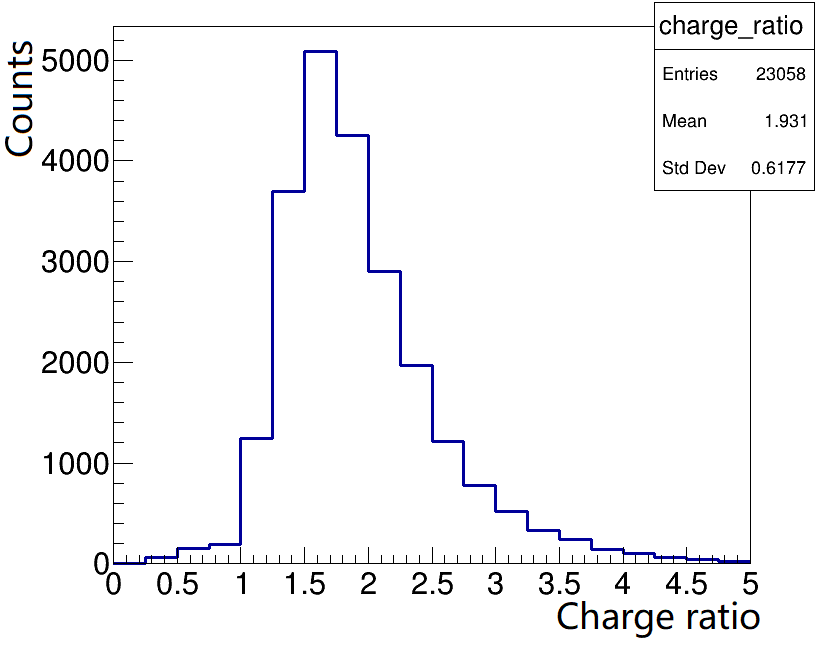 charge_ratio
Entries 23058
Mean 1.931
Std Dev 0.6177
Counts
5000
4000
3000
2000
1000
0
0 0.5 1 1.5 2 2.5 3 3.5 4 4.5 5
Charge ratio